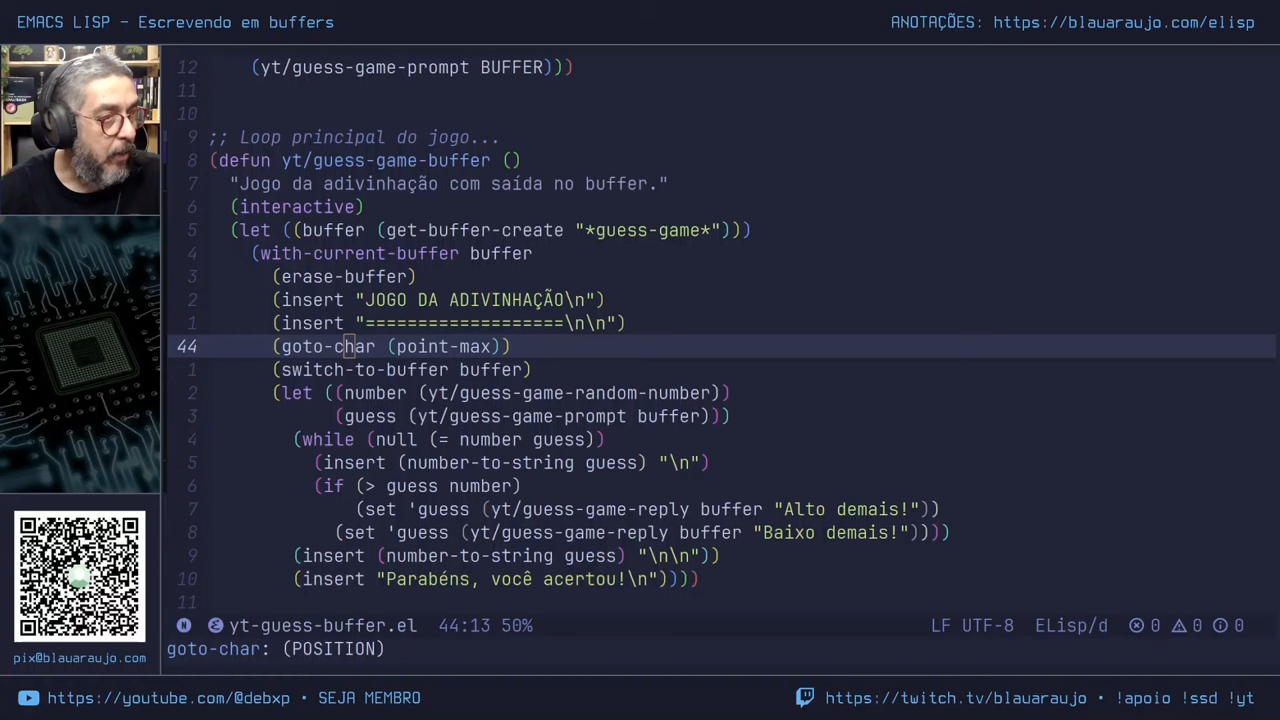 EMACS LISP - Escrevendo em buffers
ANOTAÇÕES: https://blauaraujo.com/elisp
12 (yt/guess-game-prompt BUFFER)))
11
10
9 ;; Loop principal do jogo...
8 (defun yt/guess-game-buffer ()
7 "Jogo da adivinhação com saída no buffer."
6 (interactive)
5 (let ((buffer (get-buffer-create "*guess-game*")))
4 (with-current-buffer buffer
3 (erase-buffer)
2 (insert "JOGO DA ADIVINHAÇÃO\n")
1 (insert "===================\n\n")
44 (goto-char (point-max))
1 (switch-to-buffer buffer)
2 (let ((number (yt/guess-game-random-number))
3 (guess (yt/guess-game-prompt buffer)))
4 (while (null (= number guess))
5 (insert (number-to-string guess) "\n")
6 (if (> guess number)
7 (set 'guess (yt/guess-game-reply buffer "Alto demais!"))
8 (set 'guess (yt/guess-game-reply buffer "Baixo demais!"))))
9 (insert (number-to-string guess) "\n\n"))
10 (insert "Parabéns, você acertou!\n"))))
11
N yt-guess-buffer.el 44:13 50% LF UTF-8 ELisp/d 0 0 0
goto-char: (POSITION)
pix@blauaraujo.com
https://youtube.com/@debxp • SEJA MEMBRO
https://twitch.tv/blauaraujo • !apoio !ssd !yt